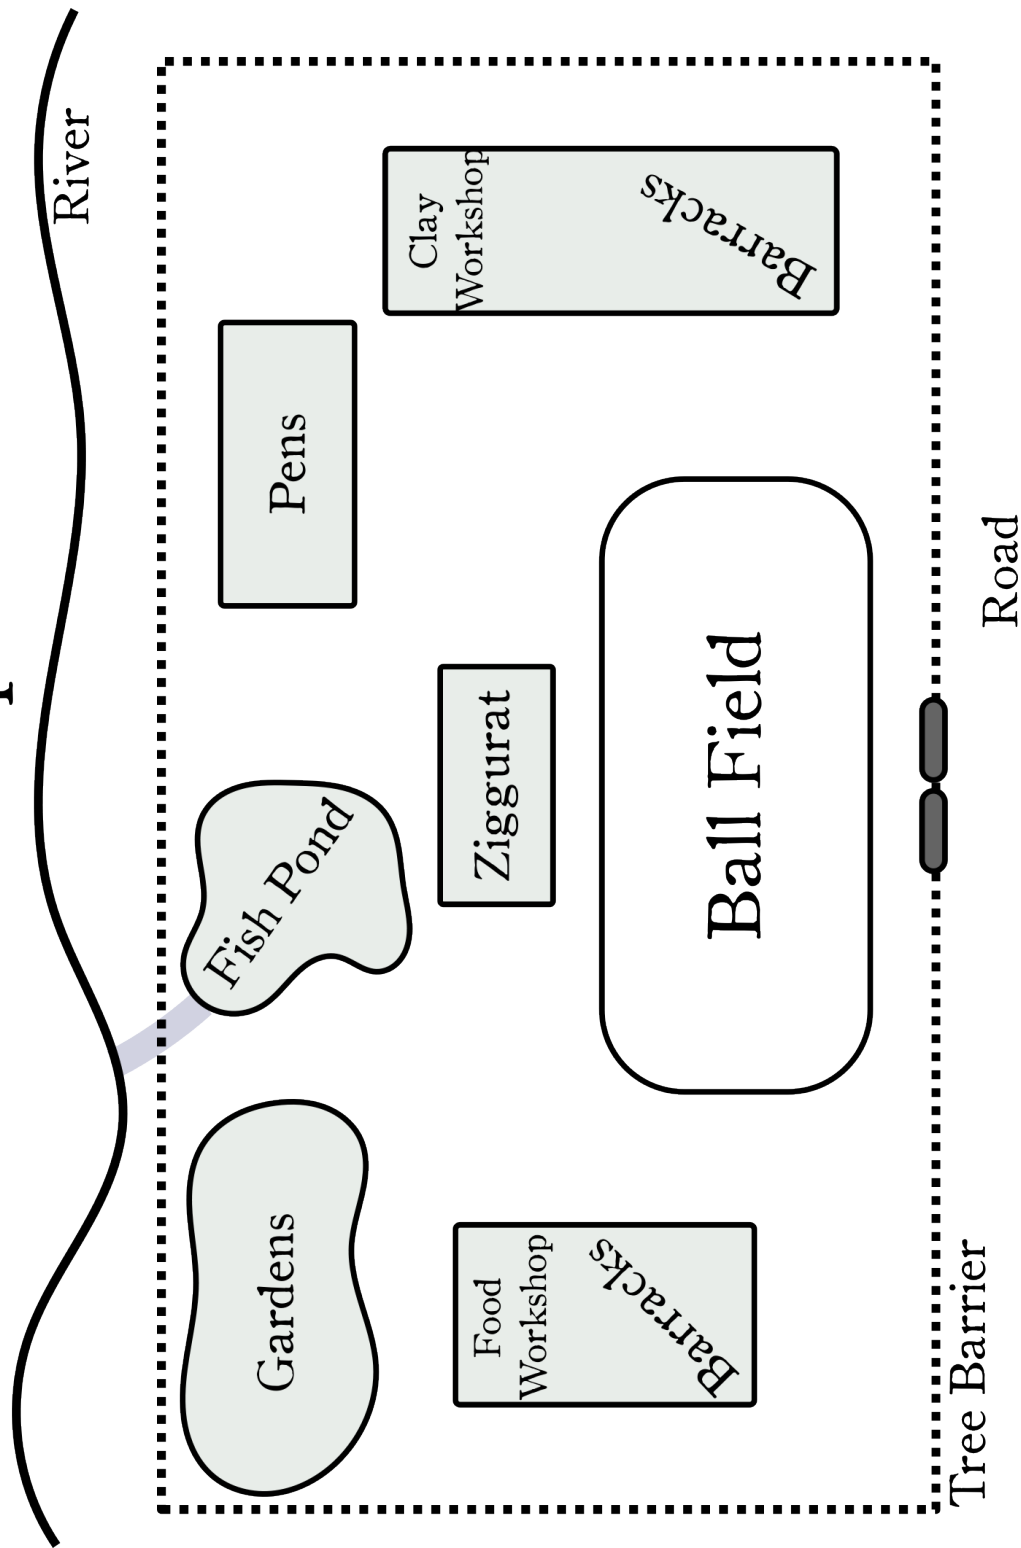 River
Gardens
Fish Pond
Pens
Clay
Workshop
Barracks
Ziggurat
Food
Workshop
Barracks
Ball Field
Tree Barrier
Road